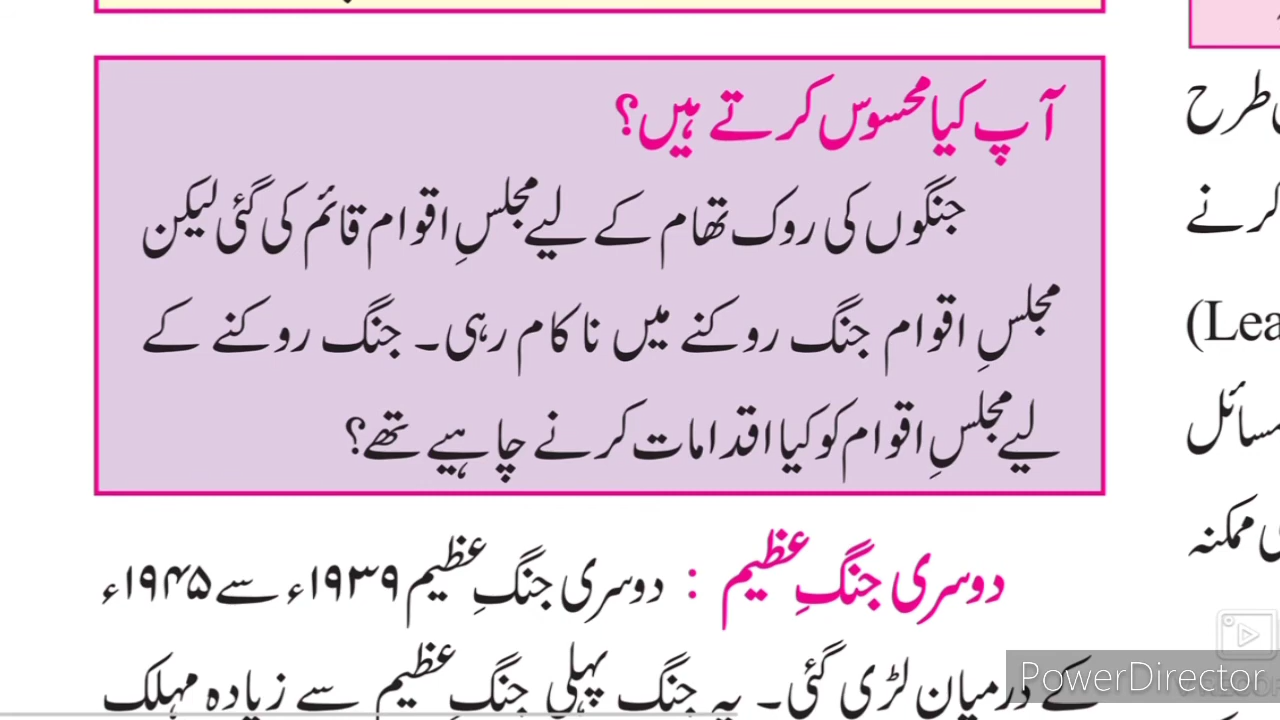 آپ کیا محسوس کرتے ہیں؟
جنگوں کی روک تھام کے لیے مجلسِ اقوام قائم کی گئی لیکن
مجلسِ اقوام جنگ روکنے میں ناکام رہی۔ جنگ روکنے کے
لیے مجلسِ اقوام کو کیا اقدامات کرنے چاہییے تھے؟
دوسری جنگِ عظیم : دوسری جنگِ عظیم ۱۹۳۹ء سے ۱۹۴۵ء
کے درمیان لڑی گئی۔ یہ جنگ پہلی جنگِ عظیم سے زیادہ مہلک
طرح
کرنے
(Lea
مسائل
ممکنہ
PowerDirector